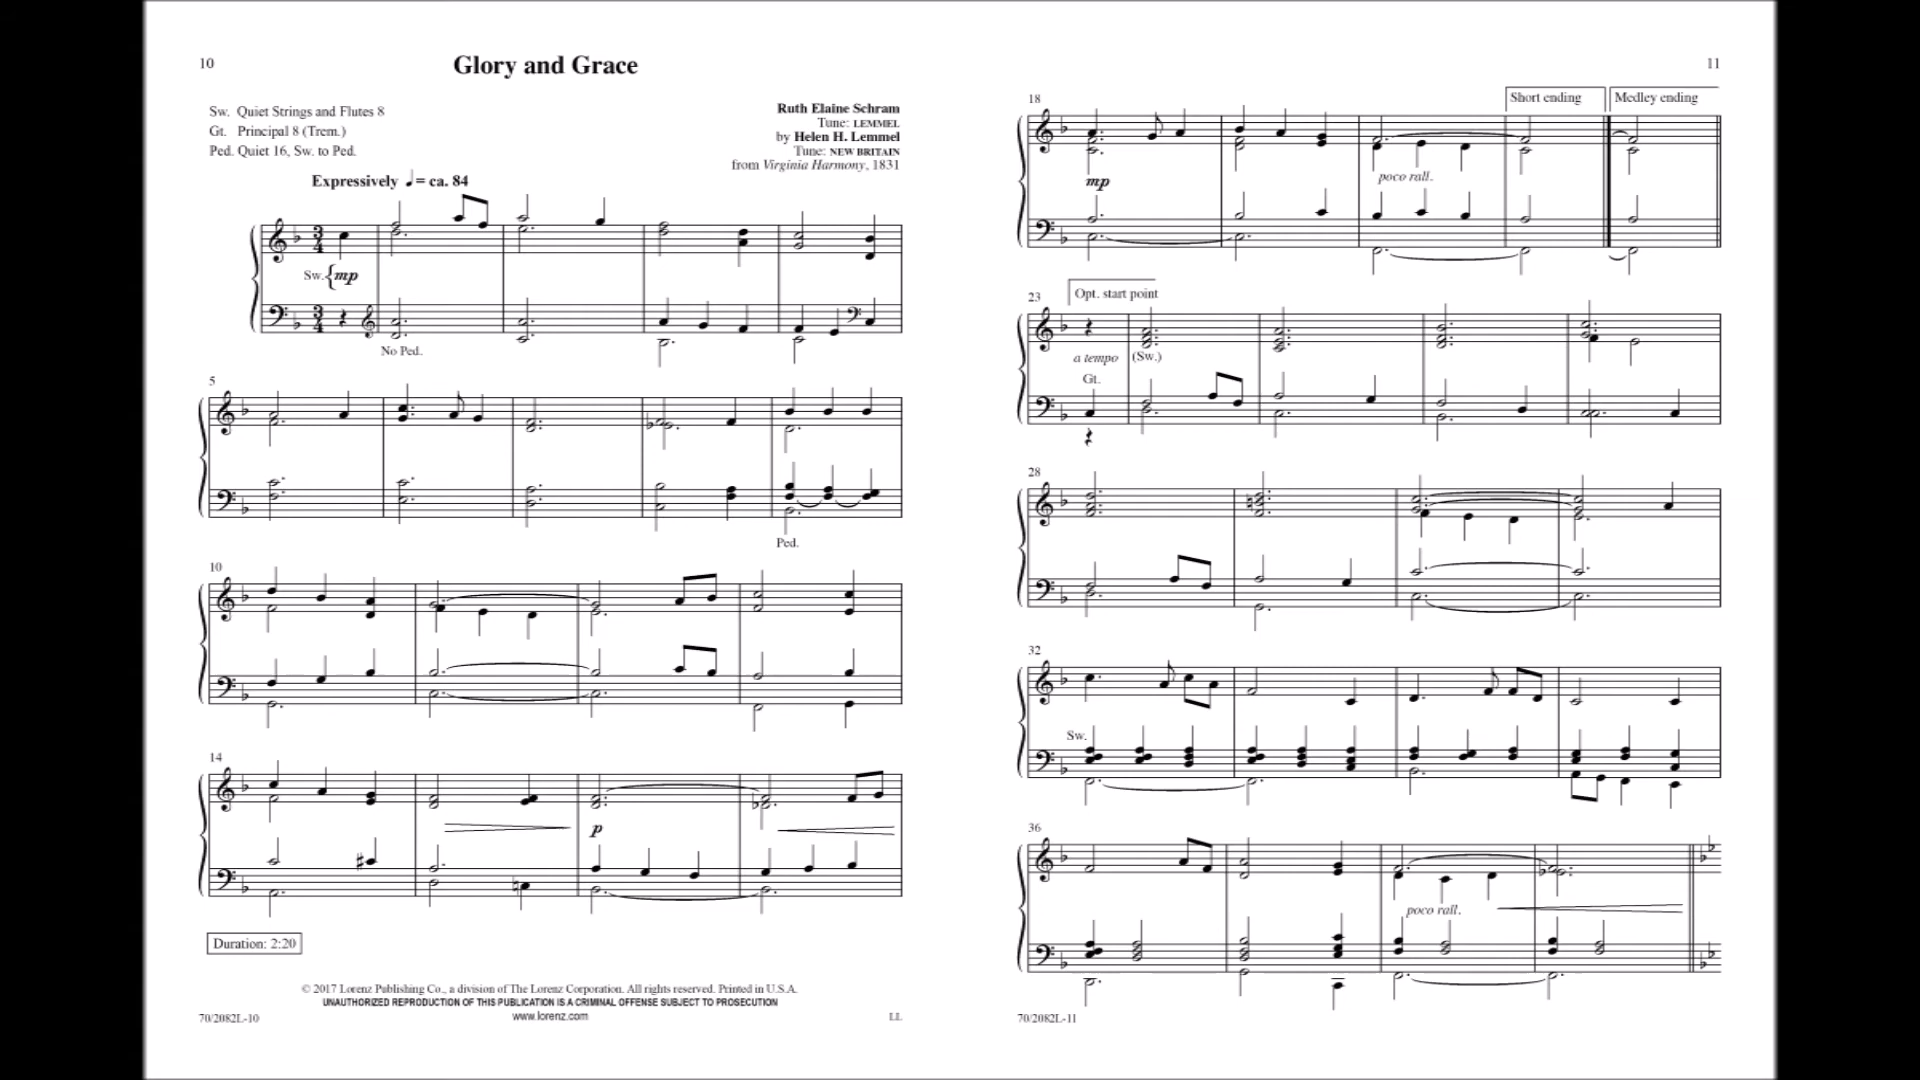 10
Glory and Grace
Sw. Quiet Strings and Flutes 8
Gt. Principal 8 (Trem.)
Ped. Quiet 16, Sw. to Ped.
Ruth Elaine Schram
Tune: LEMMEL
by Helen H. Lemmel
Tune: NEW BRITAIN
from Virginia Harmony, 1831
Expressively ♩ = ca. 84
3 4
Sw. mp
3 4
No Ped.
5
Ped.
10
14
p
Duration: 2:20
© 2017 Lorenz Publishing Co., a division of The Lorenz Corporation. All rights reserved. Printed in U.S.A.
UNAUTHORIZED REPRODUCTION OF THIS PUBLICATION IS A CRIMINAL OFFENSE SUBJECT TO PROSECUTION
www.lorenz.com
70/2082L-10
LL
11
18
Short ending
Medley ending
mp
poco rall.
23
Opt. start point
a tempo
(Sw.)
Gt.
28
32
Sw.
36
poco rall.
70/2082L-11